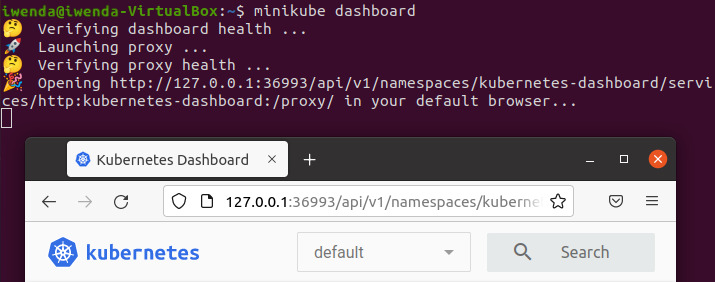 iwenda@iwenda-VirtualBox:~$ minikube dashboard
🤔 Verifying dashboard health ...
🚀 Launching proxy ...
🤔 Verifying proxy health ...
🎉 Opening http://127.0.0.1:36993/api/v1/namespaces/kubernetes-dashboard/servi
ces/http:kubernetes-dashboard:/proxy/ in your default browser...
Kubernetes Dashboard
127.0.0.1:36993/api/v1/namespaces/kuberne
kubernetes default Search